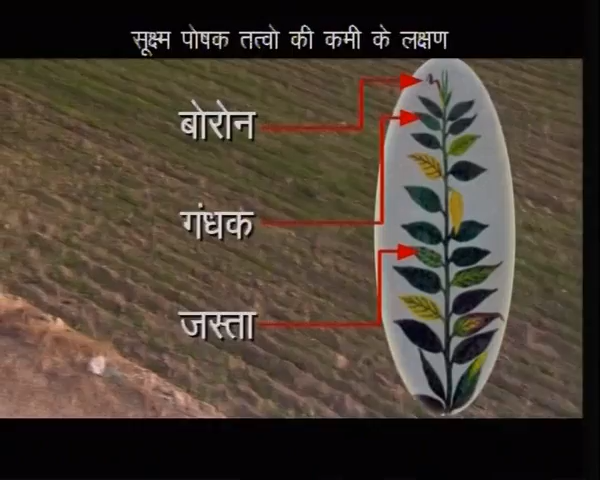 सूक्ष्म पोषक तत्वो की कमी के लक्षण
बोरोन
गंधक
जस्ता